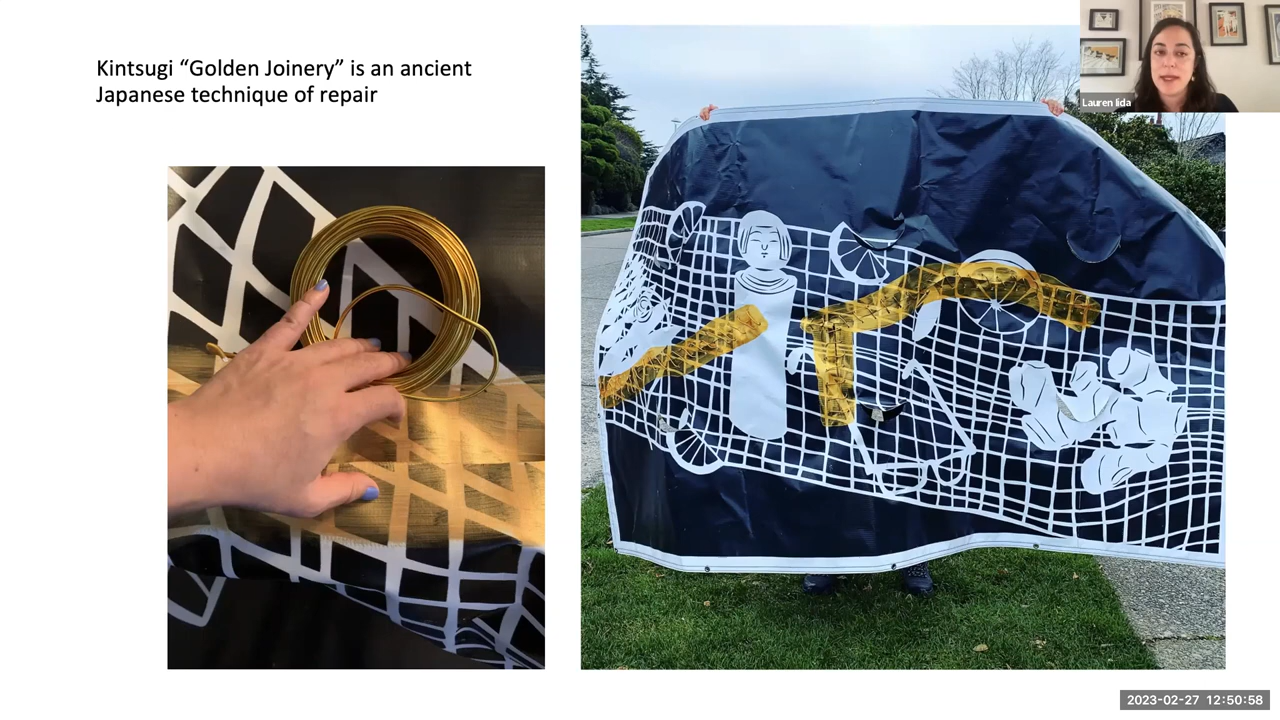 Kintsugi “Golden Joinery” is an ancient
Japanese technique of repair
Lauren Iida
2023-02-27 12:50:58